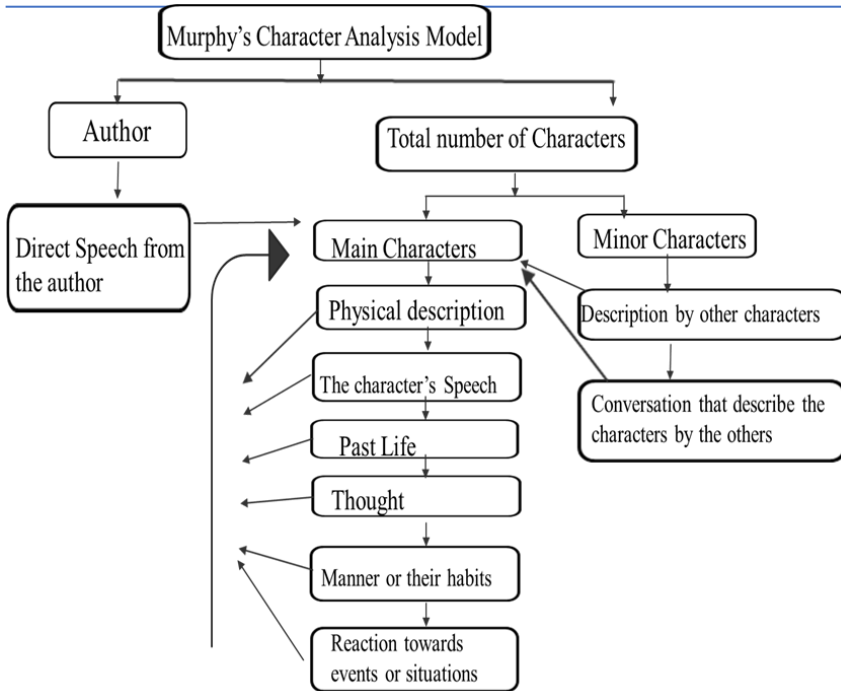 Murphy's Character Analysis Model
Author
Total number of Characters
Direct Speech from
the author
Main Characters
Minor Characters
Physical description
Description by other characters
The character's Speech
Conversation that describe the
characters by the others
Past Life
Thought
Manner or their habits
Reaction towards
events or situations